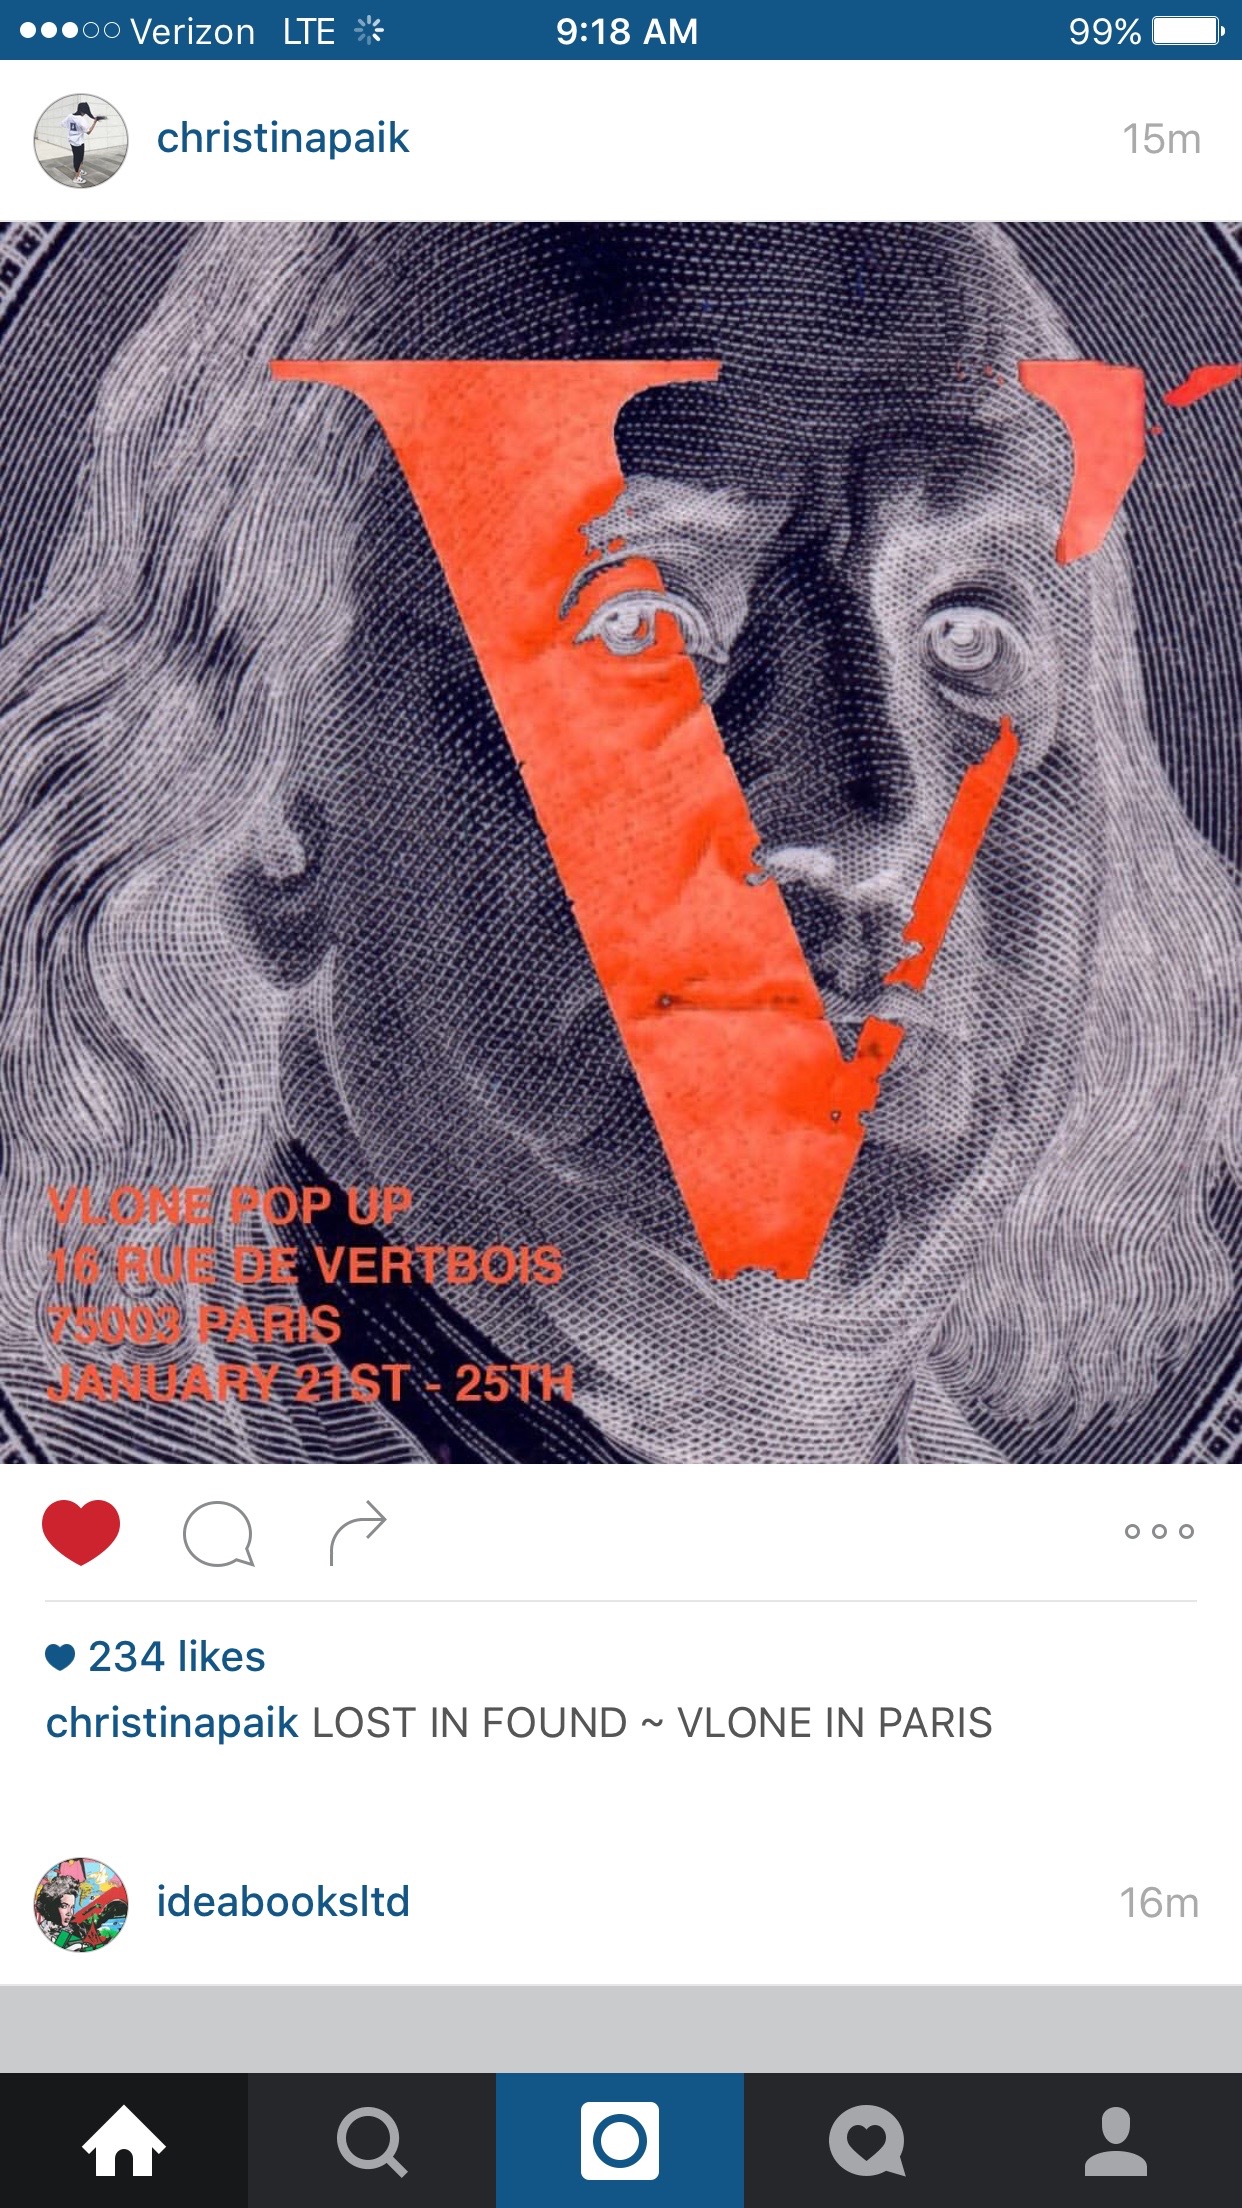 Verizon LTE 9:18 AM 99%
christinapaik 15m
V
VLONE POP UP
16 RUE DE VERTBOIS
75003 PARIS
JANUARY 21ST - 25TH
234 likes
christinapaik LOST IN FOUND ~ VLONE IN PARIS
ideabooksltd 16m